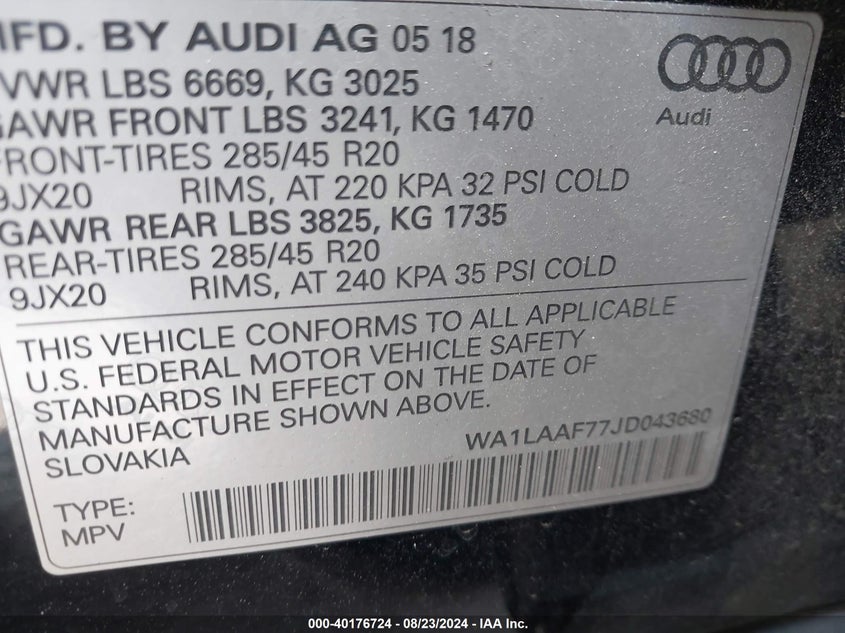 MFD. BY AUDI AG 05 18
VWR LBS 6669, KG 3025
GAWR FRONT LBS 3241, KG 1470
FRONT-TIRES 285/45 R20
9JX20 RIMS, AT 220 KPA 32 PSI COLD
GAWR REAR LBS 3825, KG 1735
REAR-TIRES 285/45 R20
9JX20 RIMS, AT 240 KPA 35 PSI COLD
Audi
THIS VEHICLE CONFORMS TO ALL APPLICABLE
U.S. FEDERAL MOTOR VEHICLE SAFETY
STANDARDS IN EFFECT ON THE DATE OF
MANUFACTURE SHOWN ABOVE.
SLOVAKIA
WA1LAAF77JD043680
TYPE:
MPV
000-40176724 - 08/23/2024 - WA Inc.